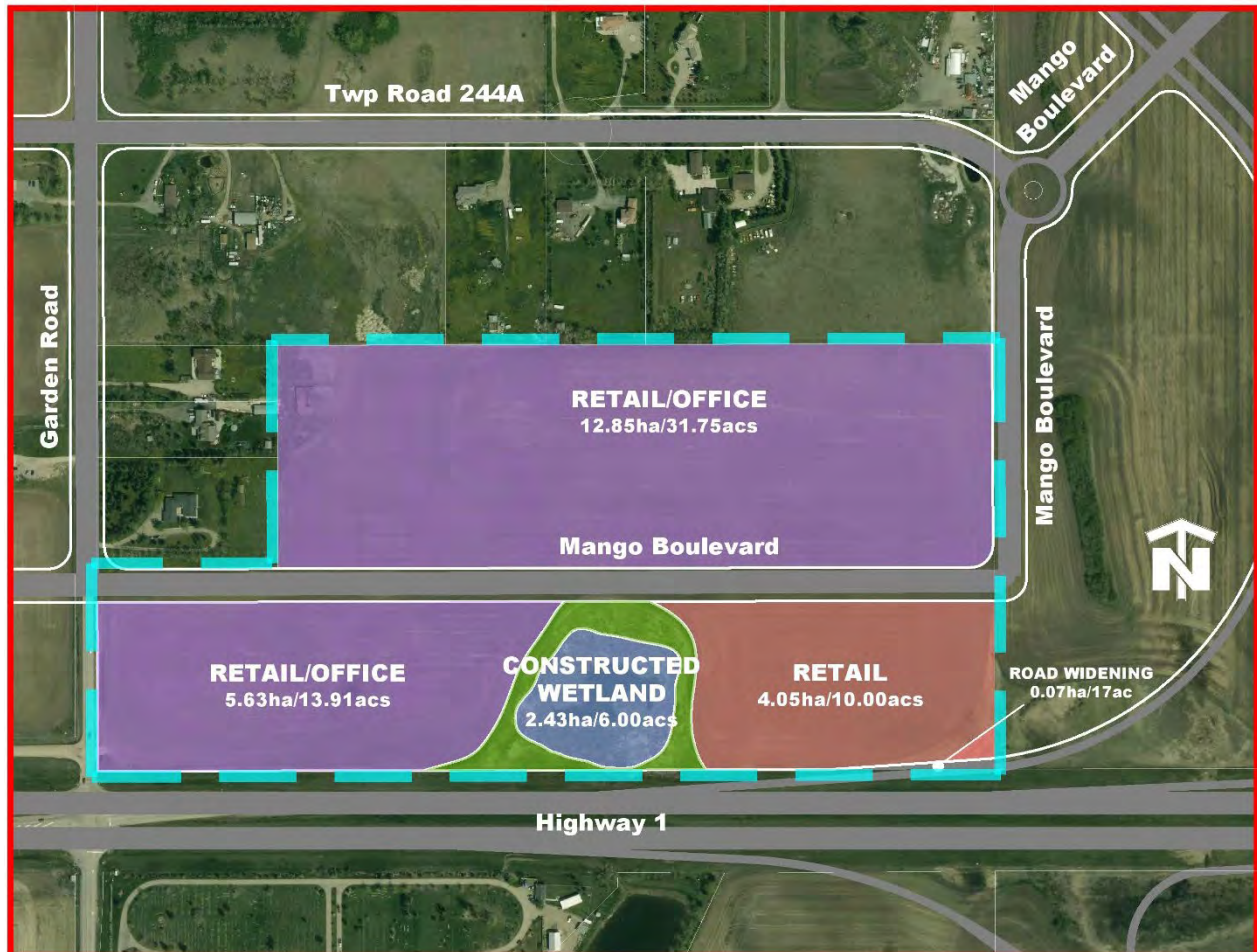 Twp Road 244A
Mango
Boulevard
Garden Road
RETAIL/OFFICE
12.85ha/31.75acs
Mango Boulevard
Mango Boulevard
N
RETAIL/OFFICE
5.63ha/13.91acs
CONSTRUCTED
WETLAND
2.43ha/6.00acs
RETAIL
4.05ha/10.00acs
ROAD WIDENING
0.07ha/17ac
Highway 1